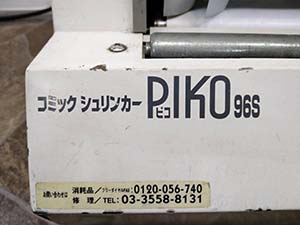 コミック シュリンカー PIKO 96S
ピコ
お問い合わせは
消耗品/フリーダイヤル 0120-056-740
修 理/TEL: 03-3558-8131